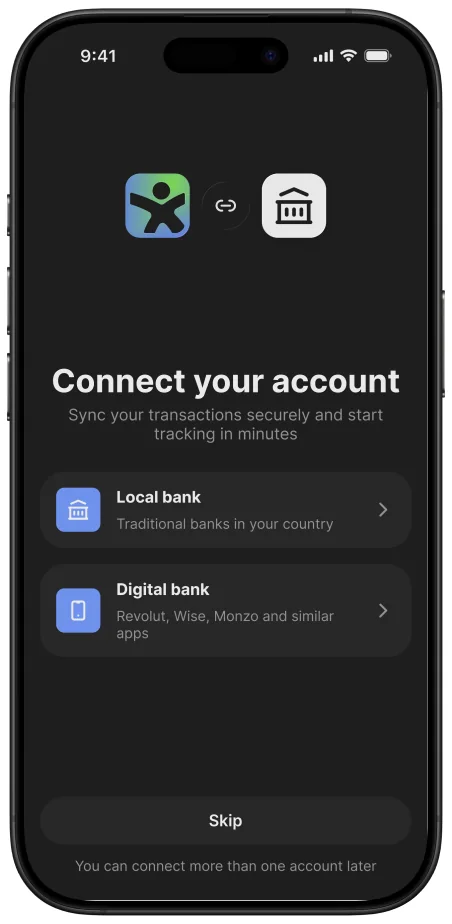 9:41
Connect your account
Sync your transactions securely and start
tracking in minutes
Local bank
Traditional banks in your country
Digital bank
Revolut, Wise, Monzo and similar
apps
Skip
You can connect more than one account later